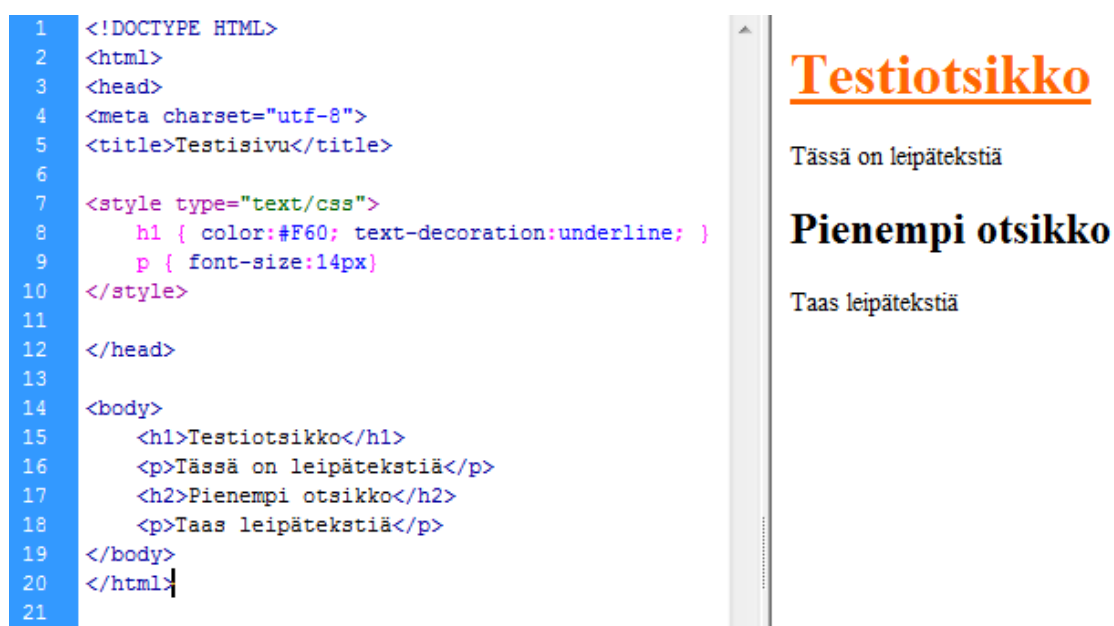 1 <!DOCTYPE HTML>
2 <html>
3 <head>
4 <meta charset="utf-8">
5 <title>Testisivu</title>
6
7 <style type="text/css">
8 h1 { color:#F60; text-decoration:underline; }
9 p { font-size:14px}
10 </style>
11
12 </head>
13
14 <body>
15 <h1>Testiotsikko</h1>
16 <p>Tässä on leipätekstiä</p>
17 <h2>Pienempi otsikko</h2>
18 <p>Taas leipätekstiä</p>
19 </body>
20 </html>
21
Testiotsikko
Tässä on leipätekstiä
Pienempi otsikko
Taas leipätekstiä